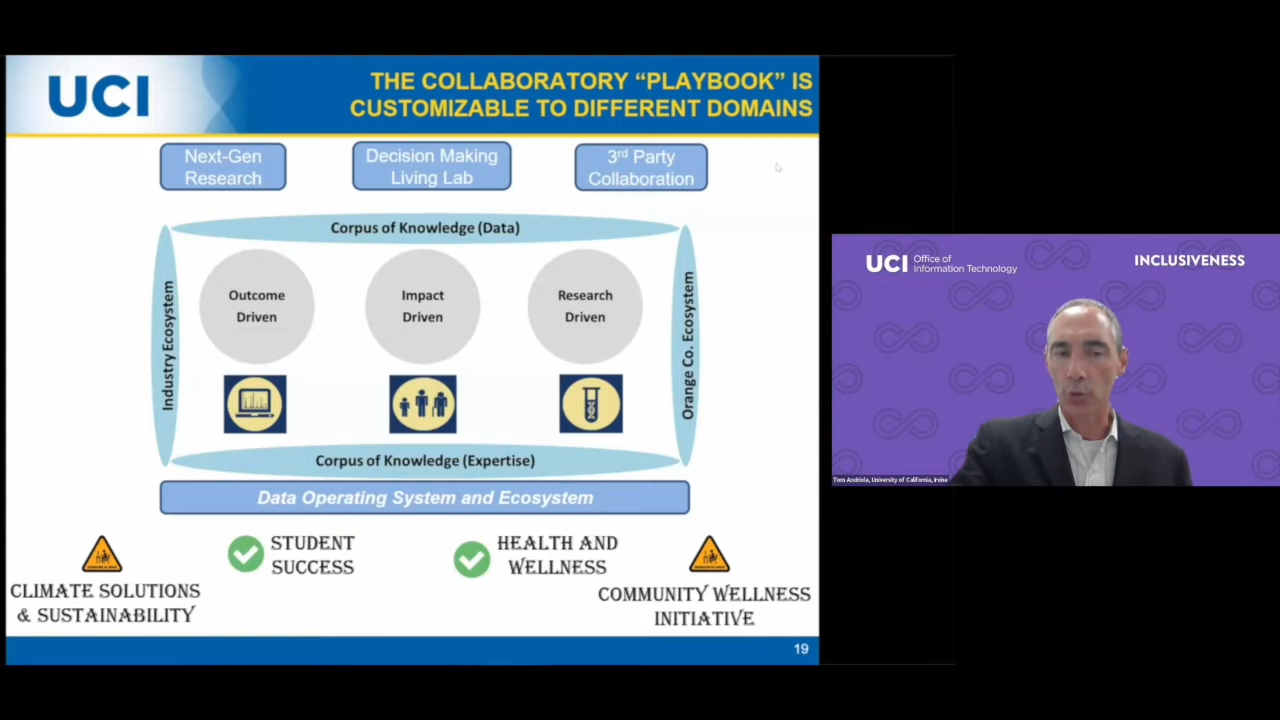 UCI
THE COLLABORATORY “PLAYBOOK” IS
CUSTOMIZABLE TO DIFFERENT DOMAINS
Next-Gen
Research
Decision Making
Living Lab
3rd Party
Collaboration
Corpus of Knowledge (Data)
Industry Ecosystem
Outcome
Driven
Impact
Driven
Research
Driven
Orange Co. Ecosystem
Corpus of Knowledge (Expertise)
Data Operating System and Ecosystem
CLIMATE SOLUTIONS
& SUSTAINABILITY
STUDENT
SUCCESS
HEALTH AND
WELLNESS
COMMUNITY WELLNESS
INITIATIVE
19
UCI Office of
Information Technology
INCLUSIVENESS
Tom Andriola, University of California, Irvine